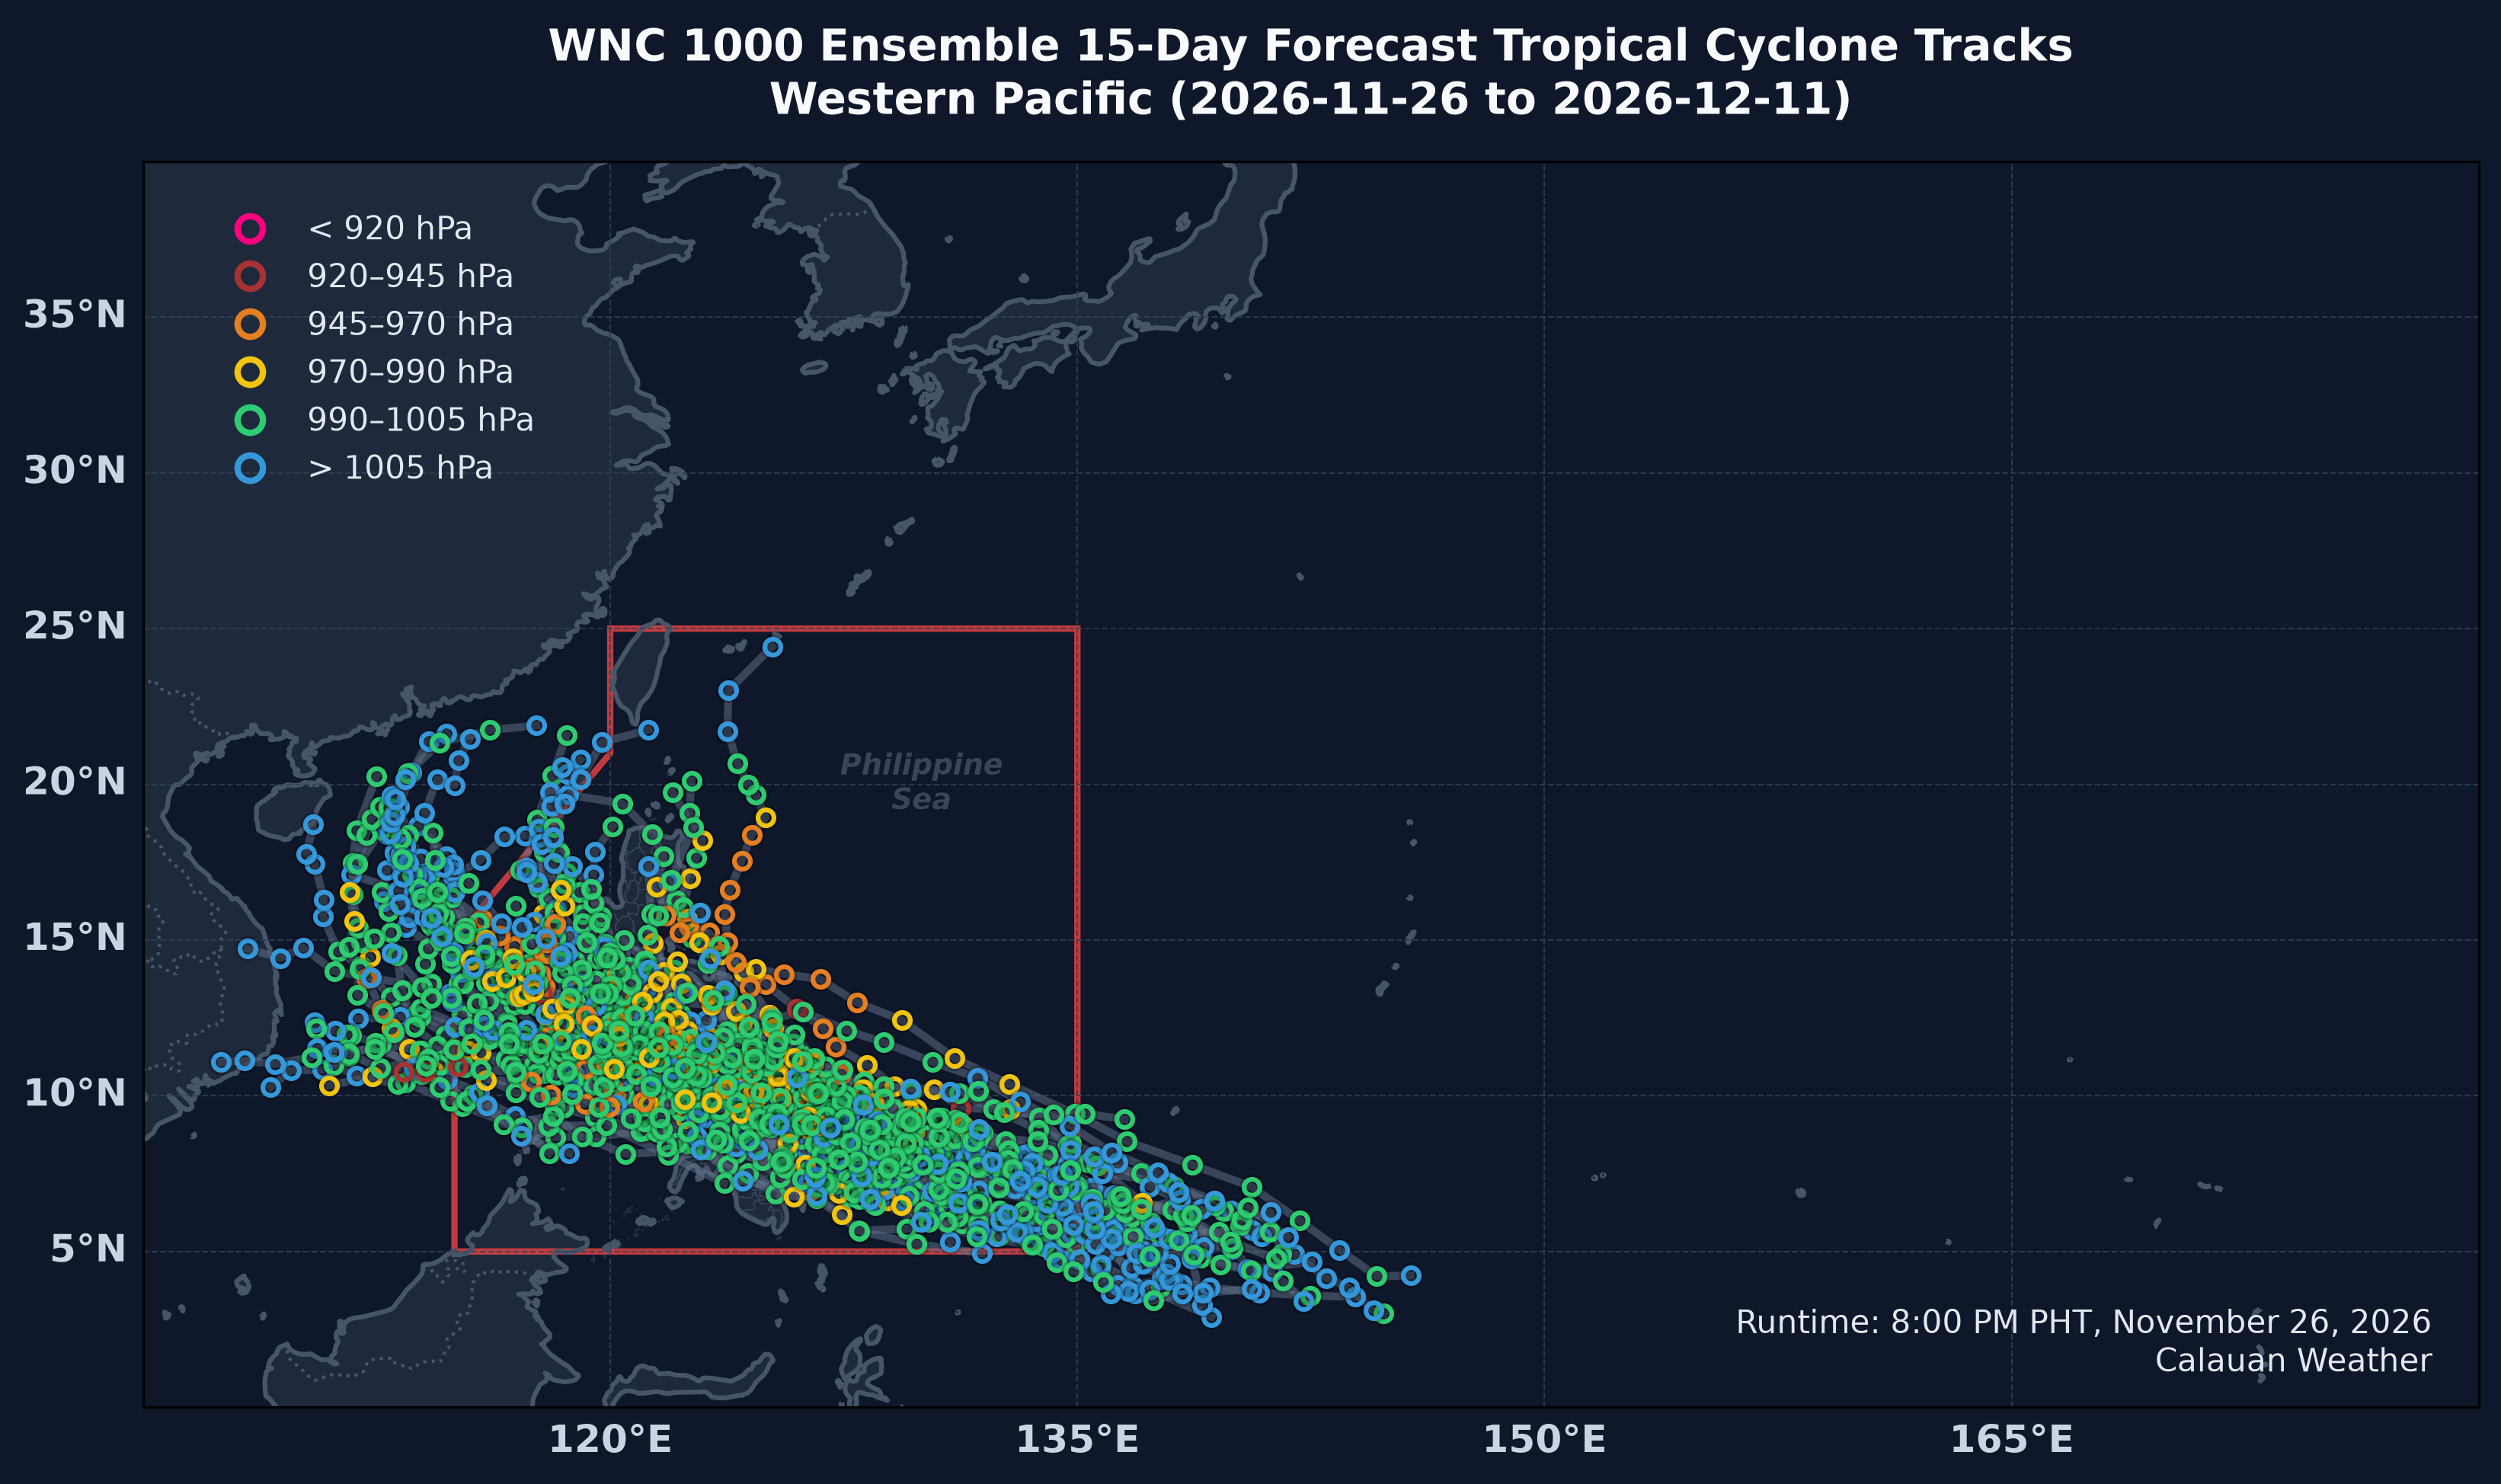 WNC 1000 Ensemble 15-Day Forecast Tropical Cyclone Tracks
Western Pacific (2026-11-26 to 2026-12-11)
< 920 hPa
920–945 hPa
945–970 hPa
970–990 hPa
990–1005 hPa
> 1005 hPa
35°N
30°N
25°N
20°N
15°N
10°N
5°N
Philippine
Sea
Runtime: 8:00 PM PHT, November 26, 2026
Calauan Weather
120°E
135°E
150°E
165°E